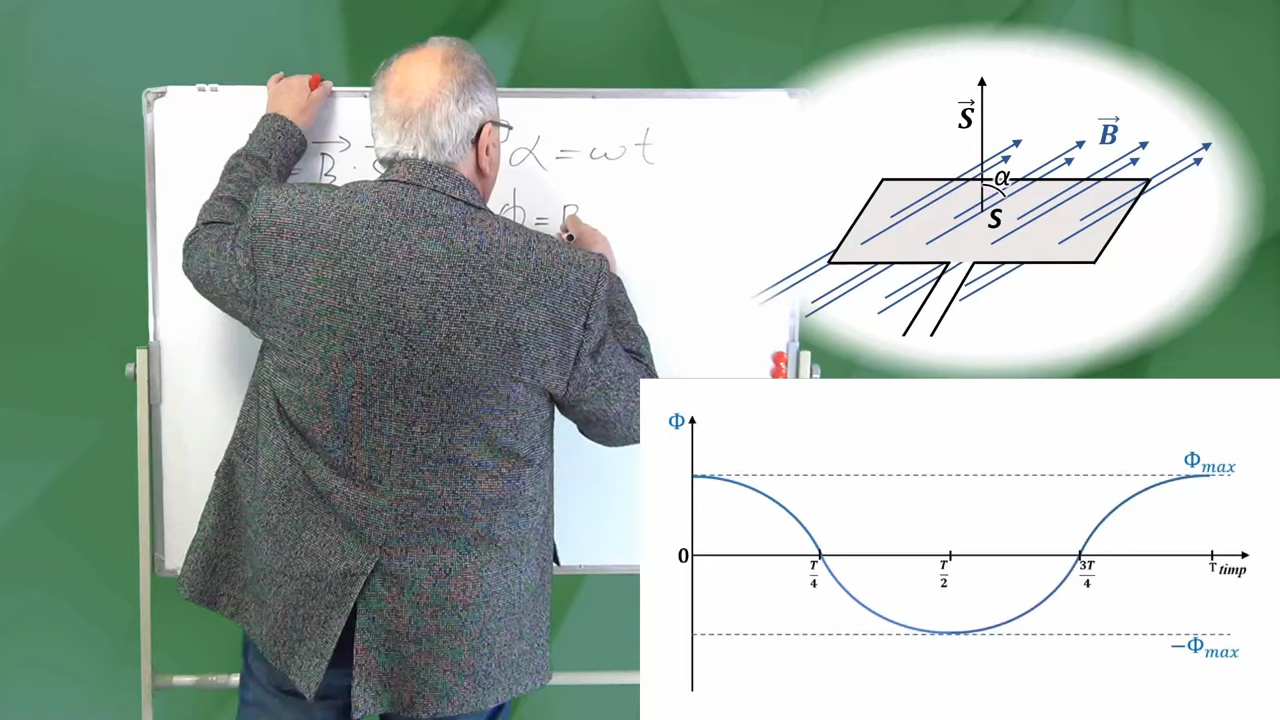 = B⃗ · S⃗
α = ωt
Φ =
S⃗
B⃗
α
S
Φ
Φmax
0
T/4
T/2
3T/4
T timp
−Φmax